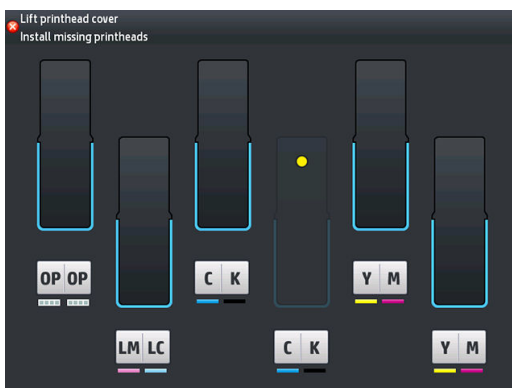 Lift printhead cover
Install missing printheads
OP OP
C K
Y M
LM LC
C K
Y M